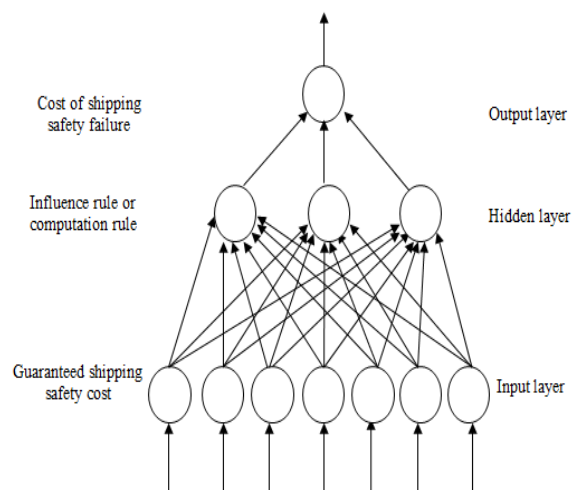 Cost of shipping
safety failure
Output layer
Influence rule or
computation rule
Hidden layer
Guaranteed shipping
safety cost
Input layer